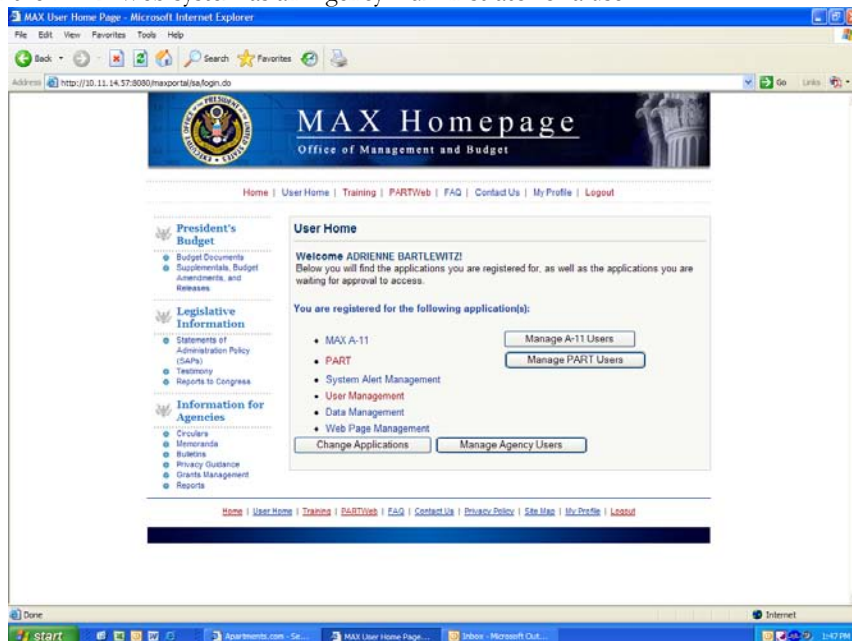 MAX User Home Page - Microsoft Internet Explorer
File Edit View Favorites Tools Help
Back Search Favorites
Address http://10.11.14.57:8080/maxportal/sa/login.do Go Links
MAX Homepage
Office of Management and Budget
Home | User Home | Training | PARTWeb | FAQ | Contact Us | My Profile | Logout
President's
Budget
Budget Documents
Supplementals, Budget
Amendments, and
Releases
Legislative
Information
Statements of
Administration Policy
(SAPs)
Testimony
Reports to Congress
Information for
Agencies
Circulars
Memoranda
Bulletins
Privacy Guidance
Grants Management
Reports
User Home
Welcome ADRIENNE BARTLEWITZ!
Below you will find the applications you are registered for, as well as the applications you are
waiting for approval to access.
You are registered for the following application(s):
MAX A-11 Manage A-11 Users
PART Manage PART Users
System Alert Management
User Management
Data Management
Web Page Management
Change Applications Manage Agency Users
Home | User Home | Training | PARTWeb | FAQ | Contact Us | Privacy Policy | Site Map | My Profile | Logout
Done Internet
start Apartments.com - Se... MAX User Home Page... Inbox - Microsoft Out... 1:47 PM